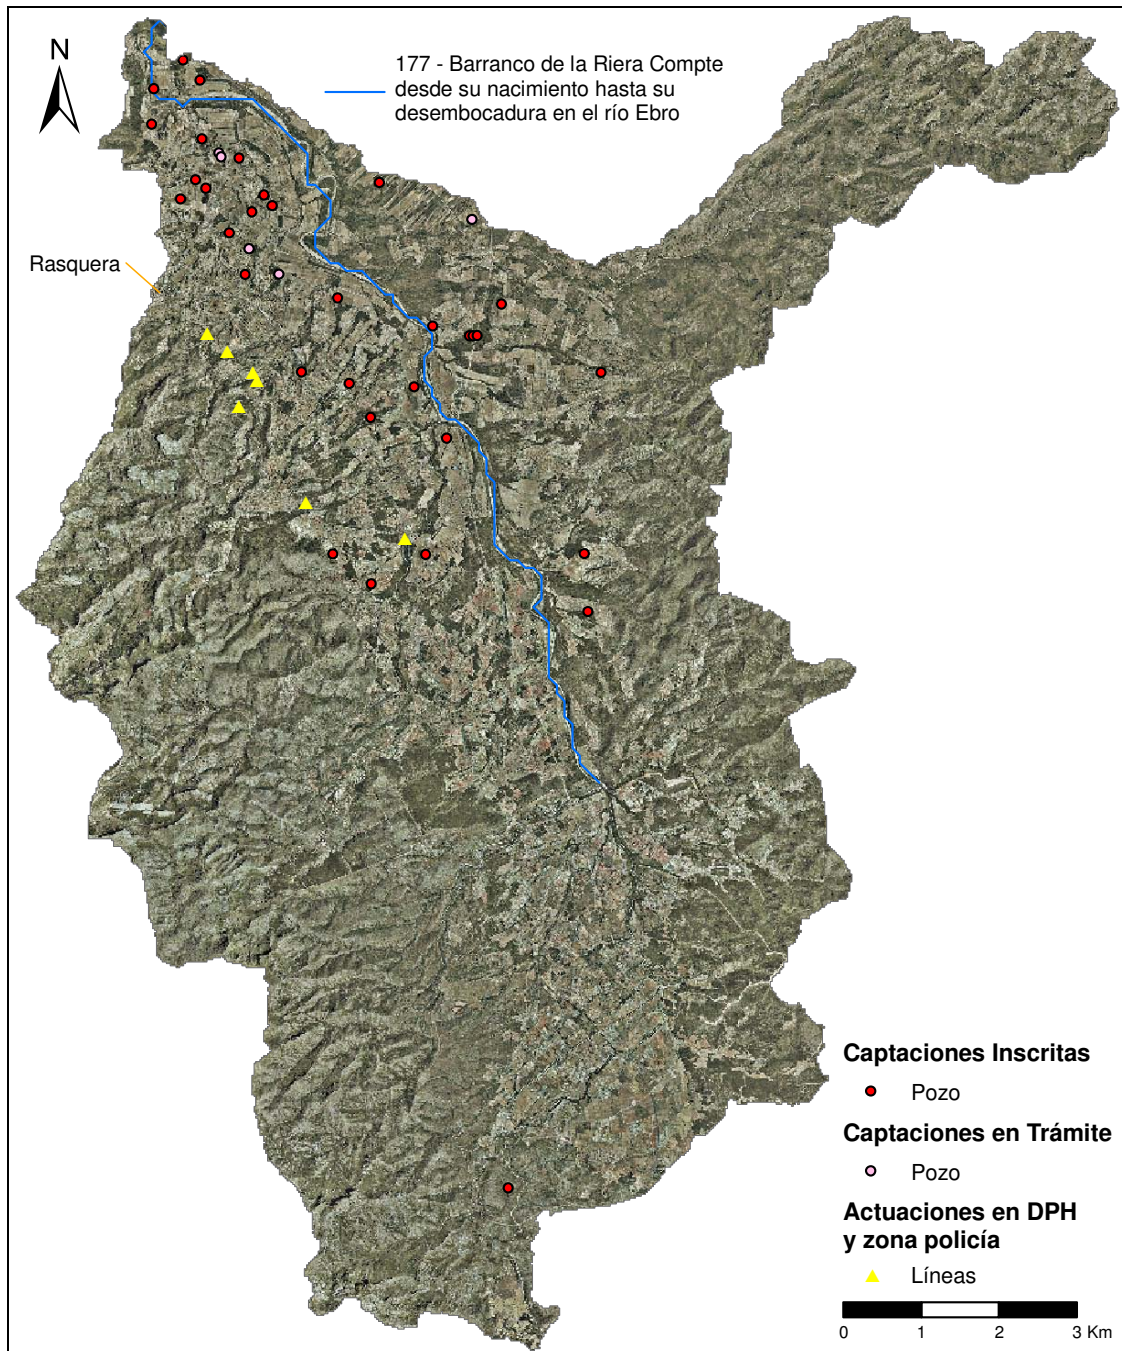 N
177 - Barranco de la Riera Compte
desde su nacimiento hasta su
desembocadura en el río Ebro
Rasquera
Captaciones Inscritas
Pozo
Captaciones en Trámite
Pozo
Actuaciones en DPH
y zona policía
Líneas
0 1 2 3 Km